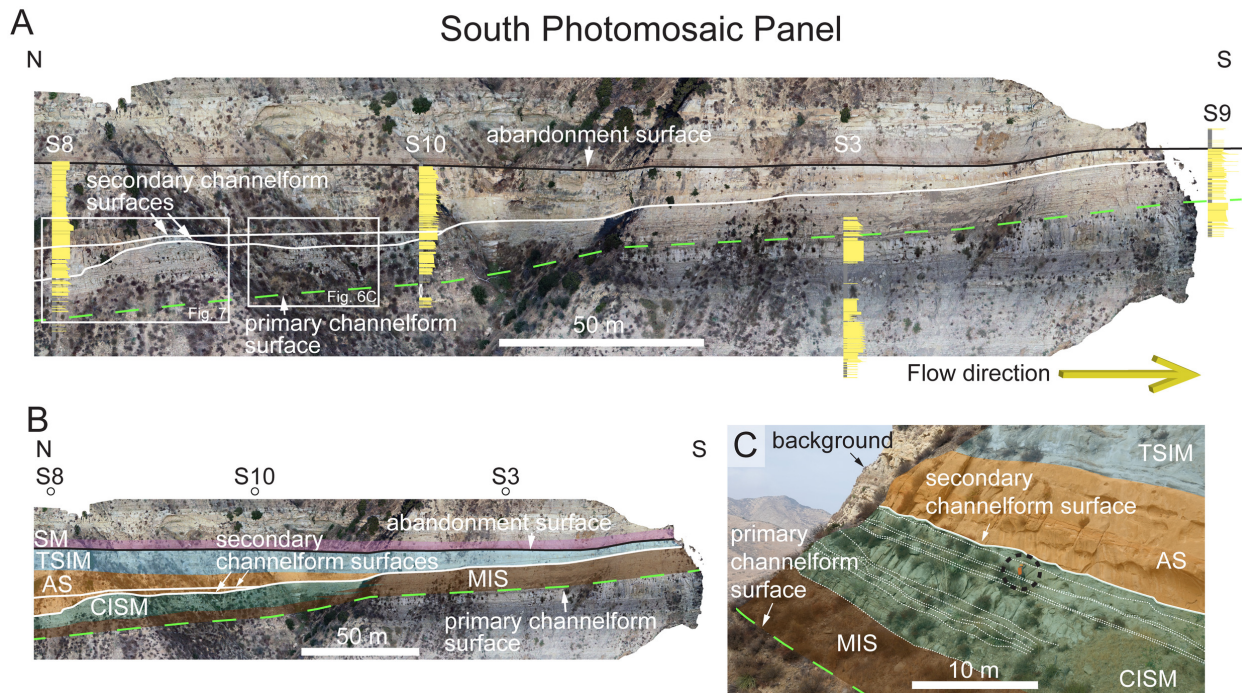 A
South Photomosaic Panel
N
S
S9
S8
S10
abandonment surface
S3
secondary channelform
surfaces
Fig. 7
Fig. 6C
primary channelform
surface
50 m
Flow direction
B
N
S
S8
S10
S3
SM
abandonment surface
TSIM
secondary
channelform surfaces
AS
MIS
CISM
50 m
primary channelform
surface
C
background
TSIM
secondary
channelform surface
primary
channelform
surface
AS
MIS
10 m
CISM